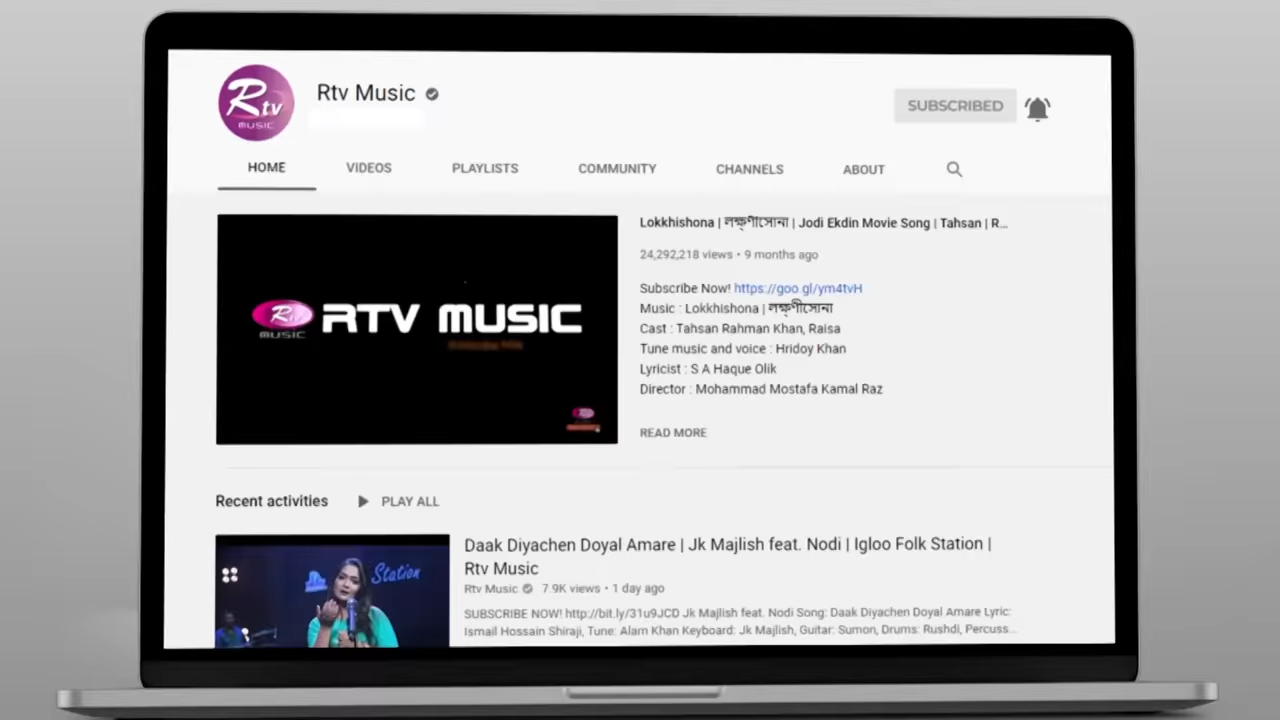 Rtv
MUSIC
Rtv Music
SUBSCRIBED
HOME
VIDEOS
PLAYLISTS
COMMUNITY
CHANNELS
ABOUT
Rtv
MUSIC
RTV MUSIC
Lokkhishona | লক্ষ্ণীসোনা | Jodi Ekdin Movie Song | Tahsan | R...
24,292,218 views • 9 months ago
Subscribe Now! https://goo.gl/ym4tvH
Music : Lokkhishona | লক্ষ্ণীসোনা
Cast : Tahsan Rahman Khan, Raisa
Tune music and voice : Hridoy Khan
Lyricist : S A Haque Olik
Director : Mohammad Mostafa Kamal Raz
READ MORE
Recent activities
PLAY ALL
Station
Daak Diyachen Doyal Amare | Jk Majlish feat. Nodi | Igloo Folk Station |
Rtv Music
Rtv Music 7.9K views • 1 day ago
SUBSCRIBE NOW! http://bit.ly/31u9JCD Jk Majlish feat. Nodi Song: Daak Diyachen Doyal Amare Lyric:
Ismail Hossain Shiraji, Tune: Alam Khan Keyboard: Jk Majlish, Guitar: Sumon, Drums: Rushdi, Percuss...